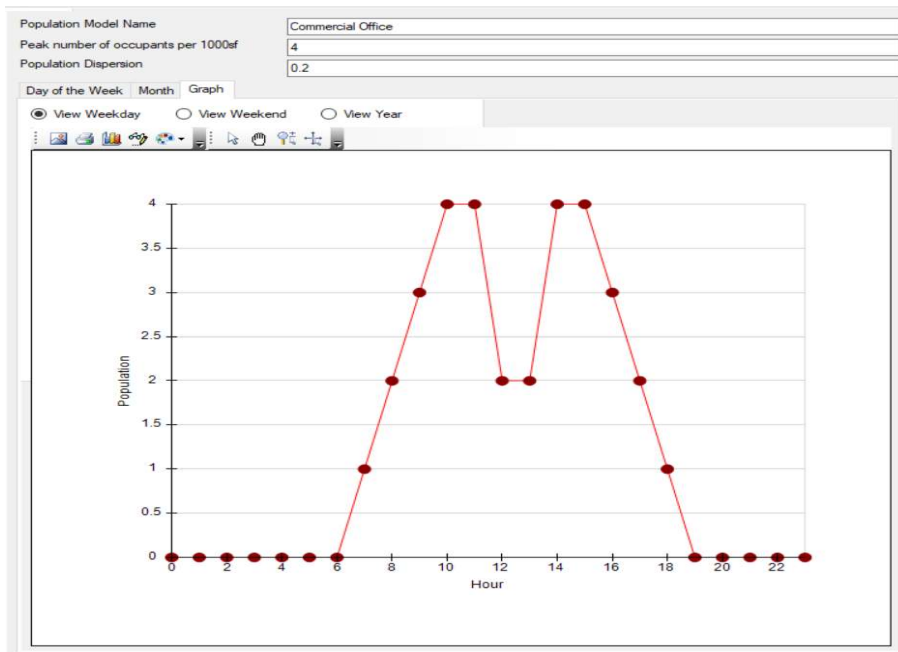 Population Model Name Commercial Office
Peak number of occupants per 1000sf 4
Population Dispersion 0.2
Day of the Week Month Graph
View Weekday View Weekend View Year
4
3.5
3
2.5
2
1.5
1
0.5
0
Population
0 2 4 6 8 10 12 14 16 18 20 22
Hour